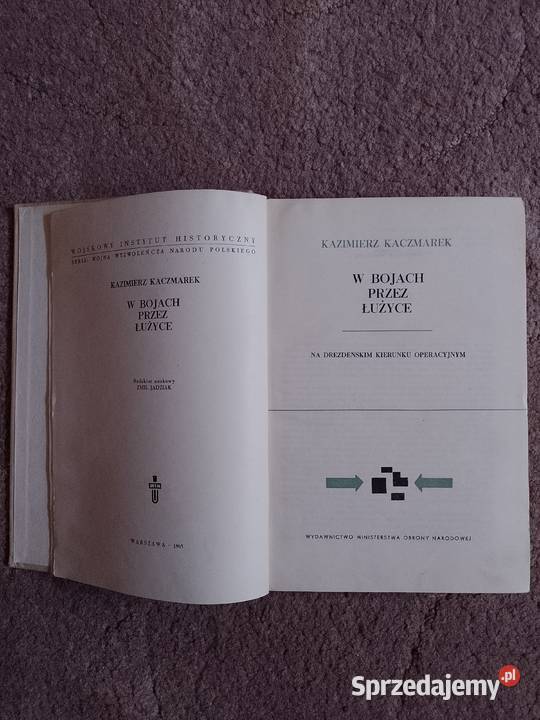 WOJSKOWY INSTYTUT HISTORYCZNY
SERIA: WOJNA WYZWOLEŃCZA NARODU POLSKIEGO
KAZIMIERZ KACZMAREK
W BOJACH
PRZEZ
ŁUŻYCE
Redaktor naukowy
EMIL JADZIAK
WARSZAWA - 1965
KAZIMIERZ KACZMAREK
W BOJACH
PRZEZ
ŁUŻYCE
NA DREZDEŃSKIM KIERUNKU OPERACYJNYM
WYDAWNICTWO MINISTERSTWA OBRONY NARODOWEJ
Sprzedajemy.pl